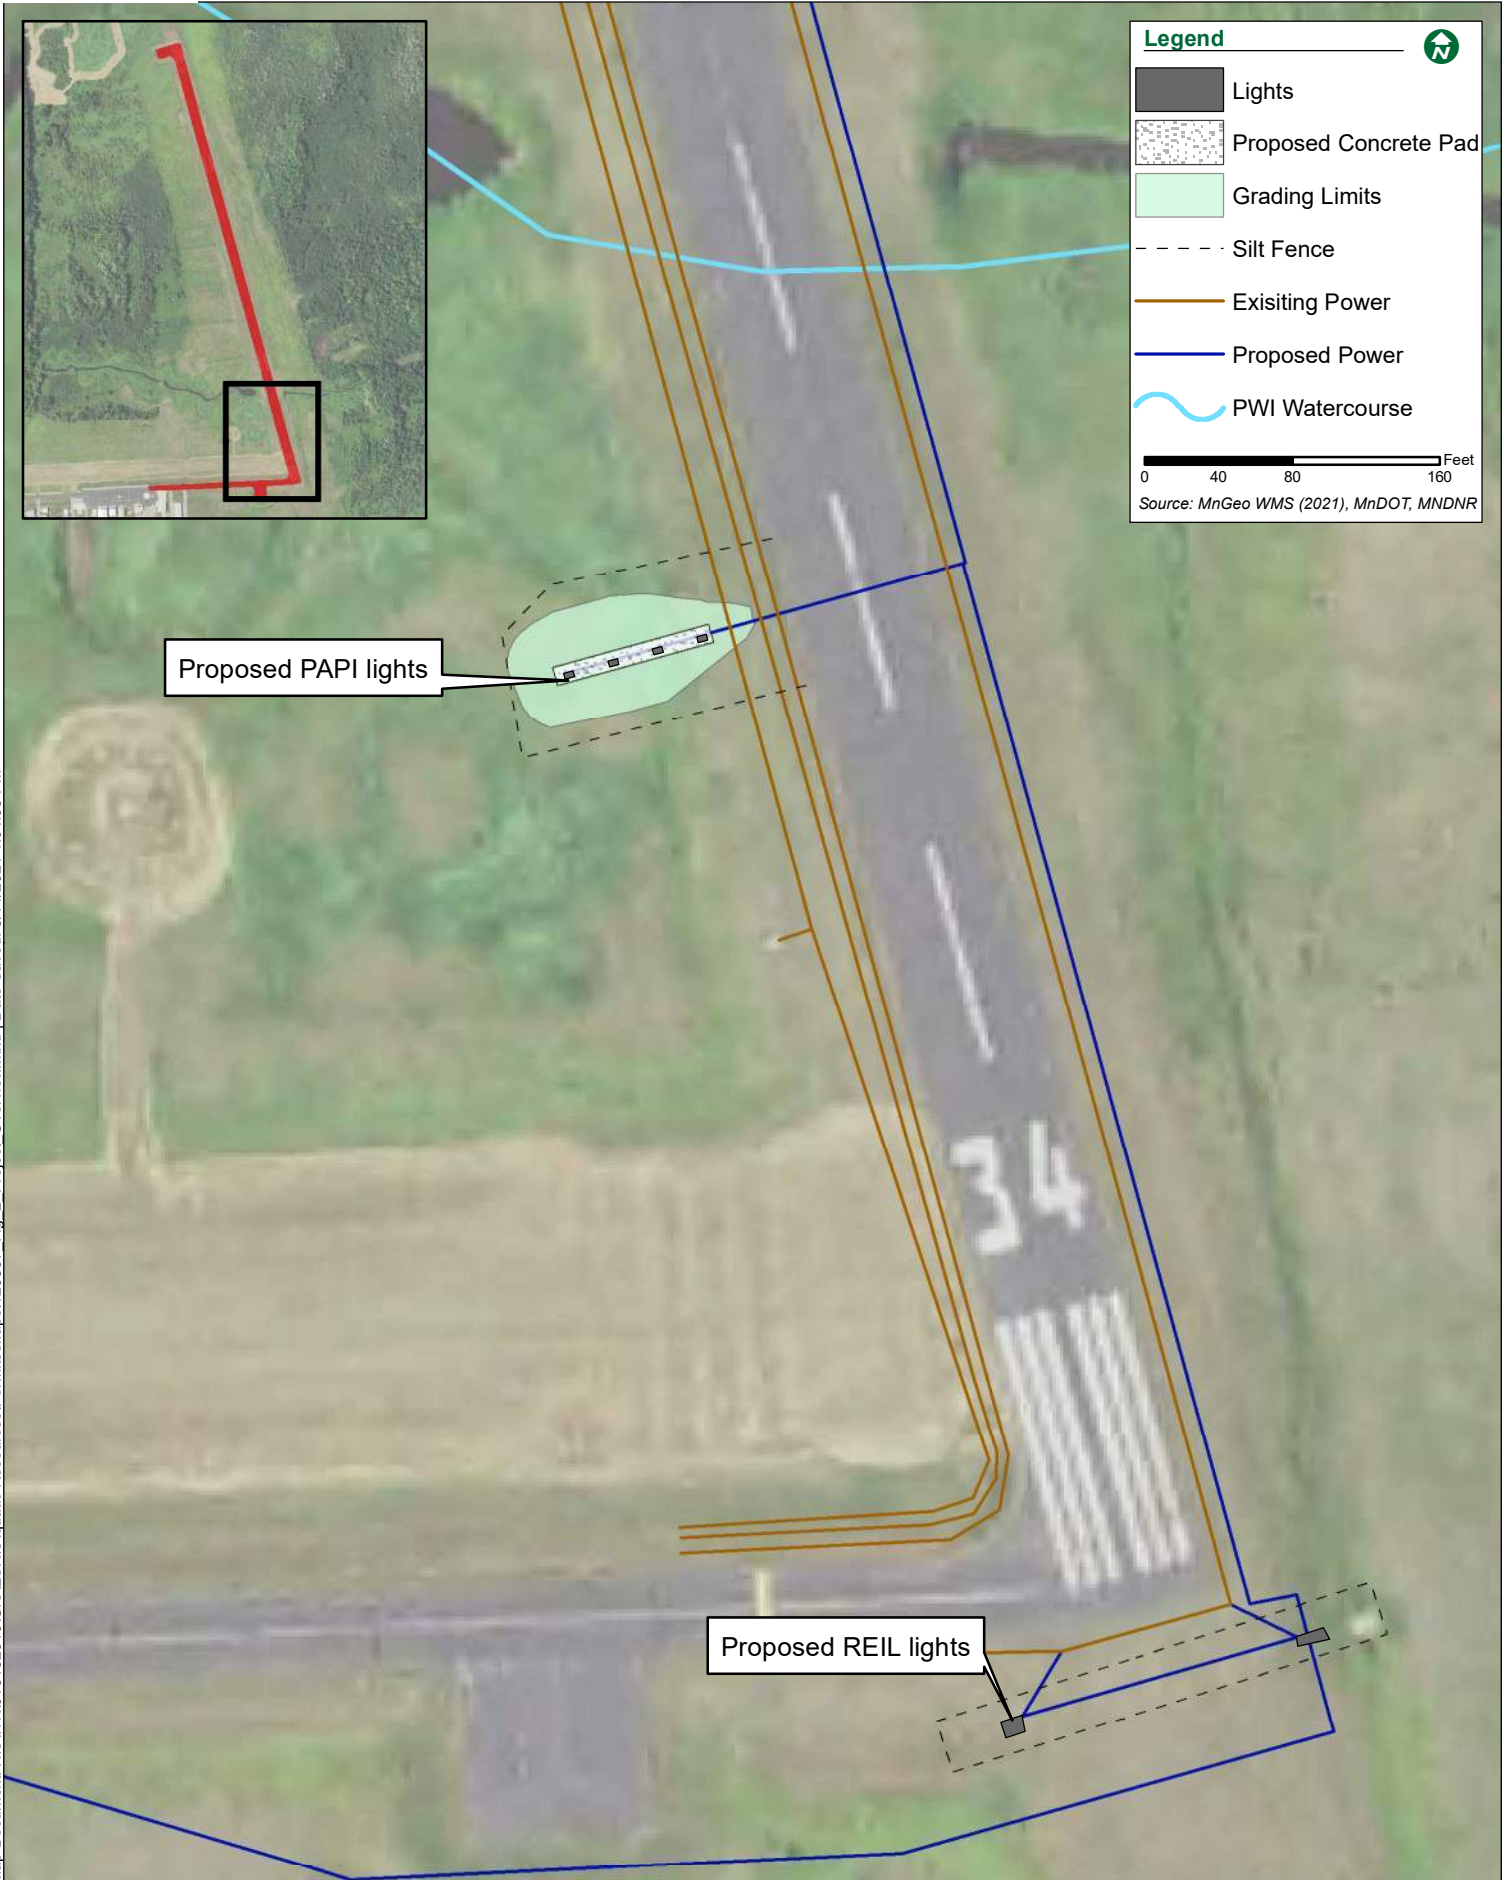 Legend
N
Lights
Proposed Concrete Pad
Grading Limits
Silt Fence
Exisiting Power
Proposed Power
PWI Watercourse
Feet
0 40 80 160
Source: MnGeo WMS (2021), MnDOT, MNDNR
Proposed PAPI lights
34
Proposed REIL lights